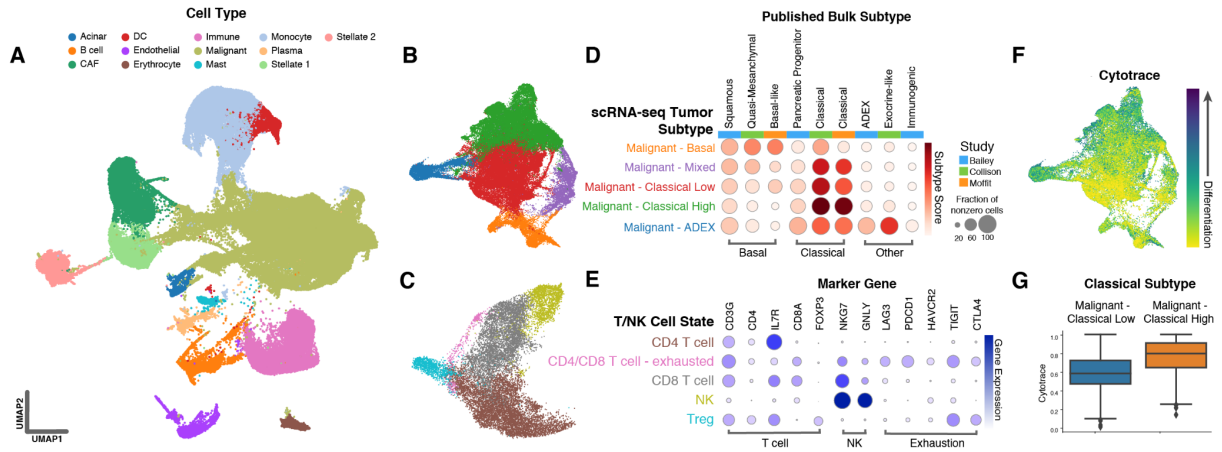 Cell Type
Acinar
B cell
CAF
DC
Endothelial
Erythrocyte
Immune
Malignant
Mast
Monocyte
Plasma
Stellate 1
Stellate 2
A
UMAP2
UMAP1
B
C
D
Published Bulk Subtype
Squamous
Quasi-Mesanchymal
Basal-like
Pancreatic Progenitor
Classical
Classical
ADEX
Exocrine-like
Immunogenic
scRNA-seq Tumor
Subtype
Malignant - Basal
Malignant - Mixed
Malignant - Classical Low
Malignant - Classical High
Malignant - ADEX
Basal
Classical
Other
Subtype Score
Study
Bailey
Collison
Moffit
Fraction of
nonzero cells
20 60 100
E
Marker Gene
CD3G
CD4
IL7R
CD8A
FOXP3
NKG7
GNLY
LAG3
PDCD1
HAVCR2
TIGIT
CTLA4
T/NK Cell State
CD4 T cell
CD4/CD8 T cell - exhausted
CD8 T cell
NK
Treg
T cell
NK
Exhaustion
Gene Expression
F
Cytotrace
Differentiation
G
Classical Subtype
Malignant -
Classical Low
Malignant -
Classical High
Cytotrace
1.0
0.8
0.6
0.4
0.2
0.0